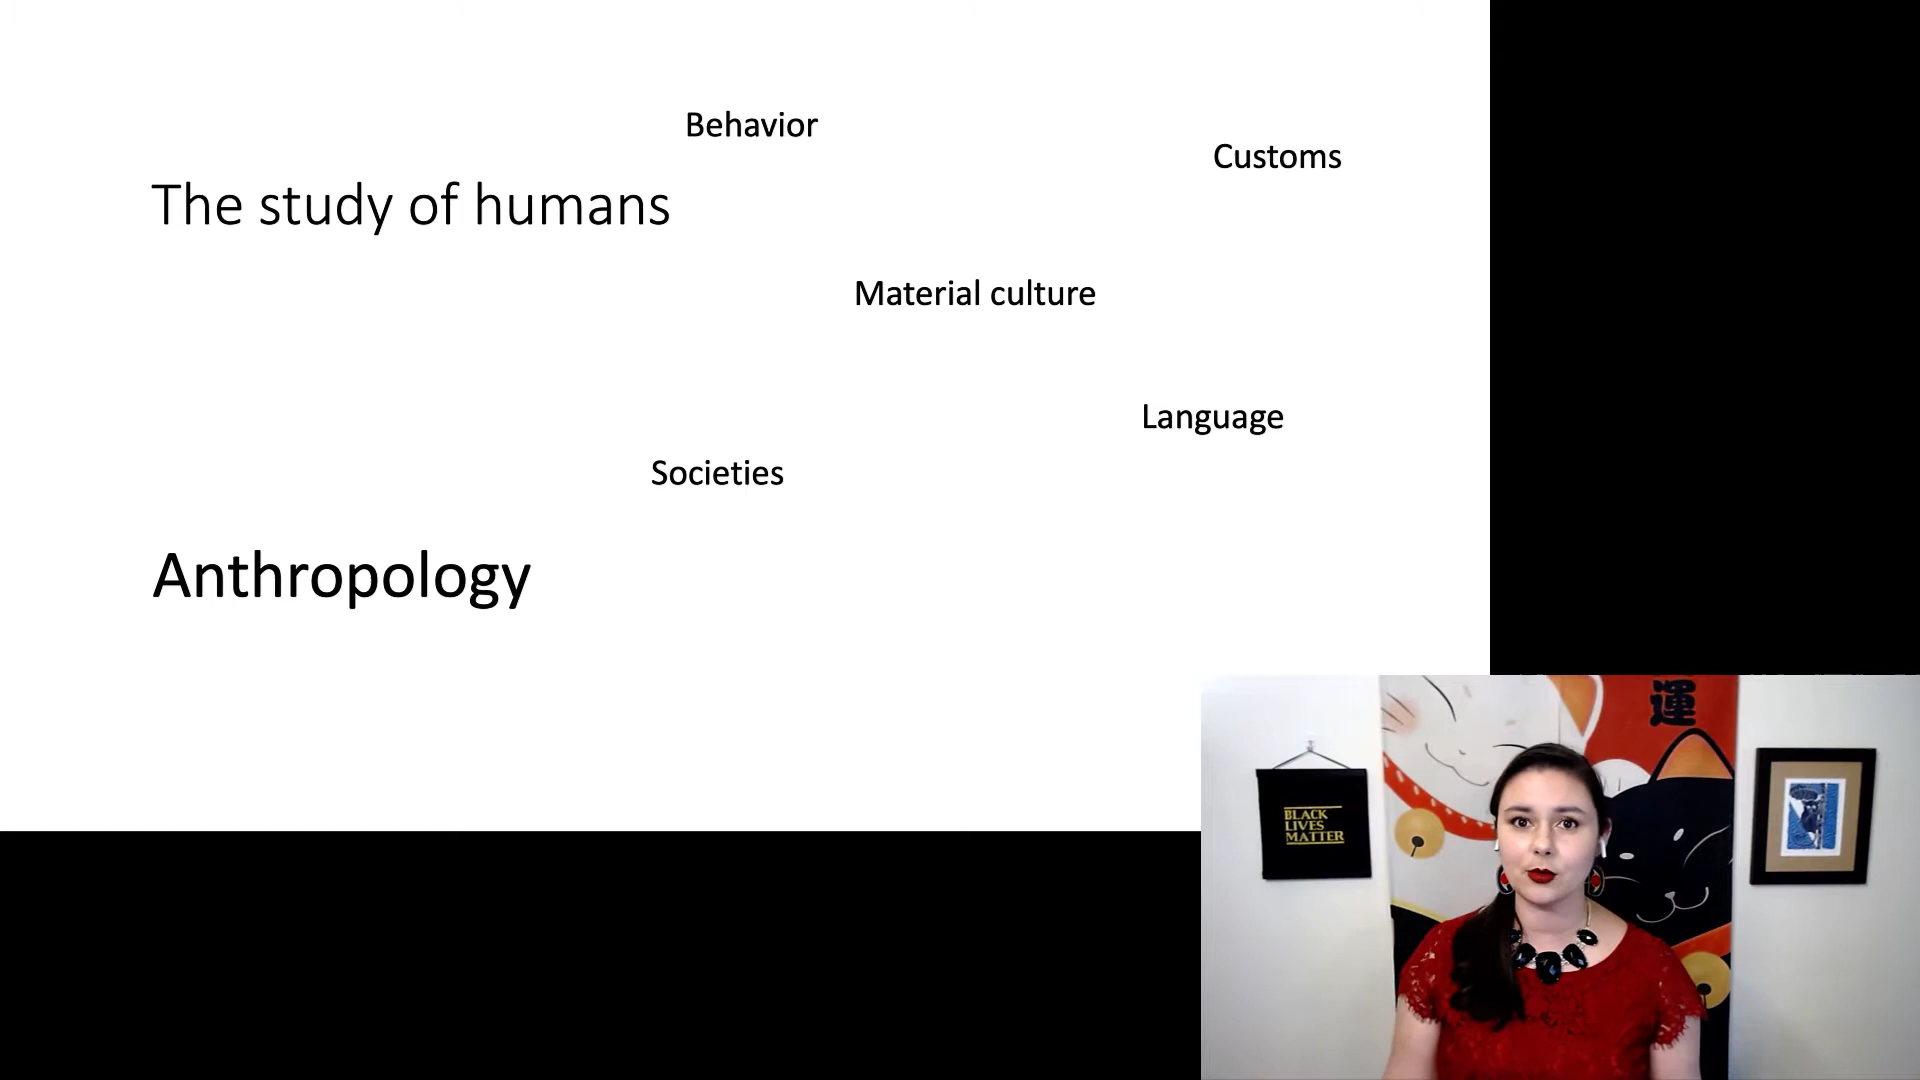 Behavior
Customs
The study of humans
Material culture
Language
Societies
Anthropology
運
BLACK
LIVES
MATTER